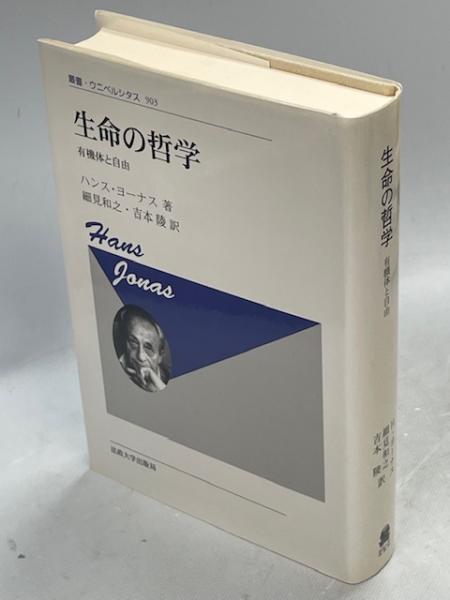 叢書・ウニベルシタス 903
生命の哲学
有機体と自由
ハンス・ヨーナス 著
細見和之・吉本 陵 訳
Hans
Jonas
法政大学出版局
生命の哲学
有機体と自由
H.ヨーナス
細見和之
吉本 陵 訳